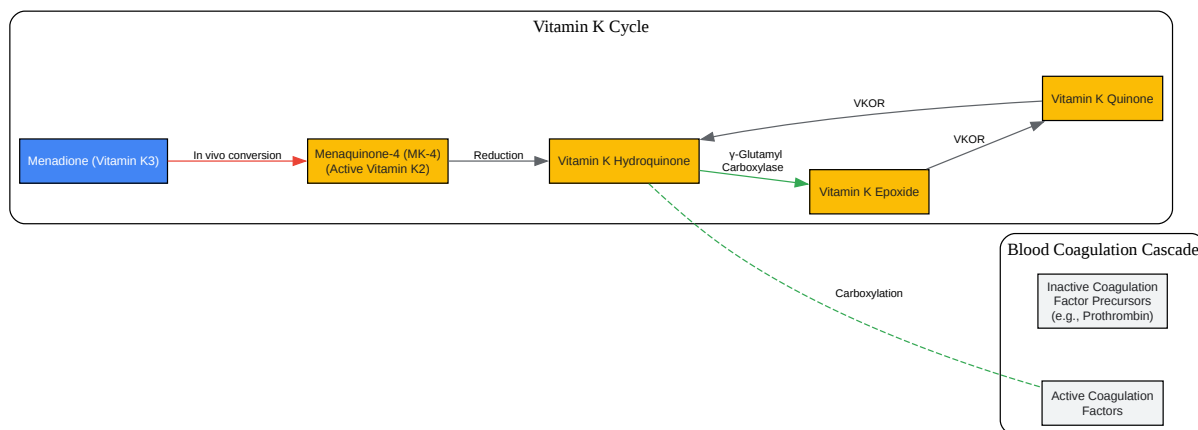 Vitamin K Cycle
Vitamin K Quinone
VKOR
VKOR
Menadione (Vitamin K3)
In vivo conversion
Menaquinone-4 (MK-4)
(Active Vitamin K2)
Reduction
Vitamin K Hydroquinone
γ-Glutamyl
Carboxylase
Vitamin K Epoxide
Blood Coagulation Cascade
Inactive Coagulation
Factor Precursors
(e.g., Prothrombin)
Carboxylation
Active Coagulation
Factors